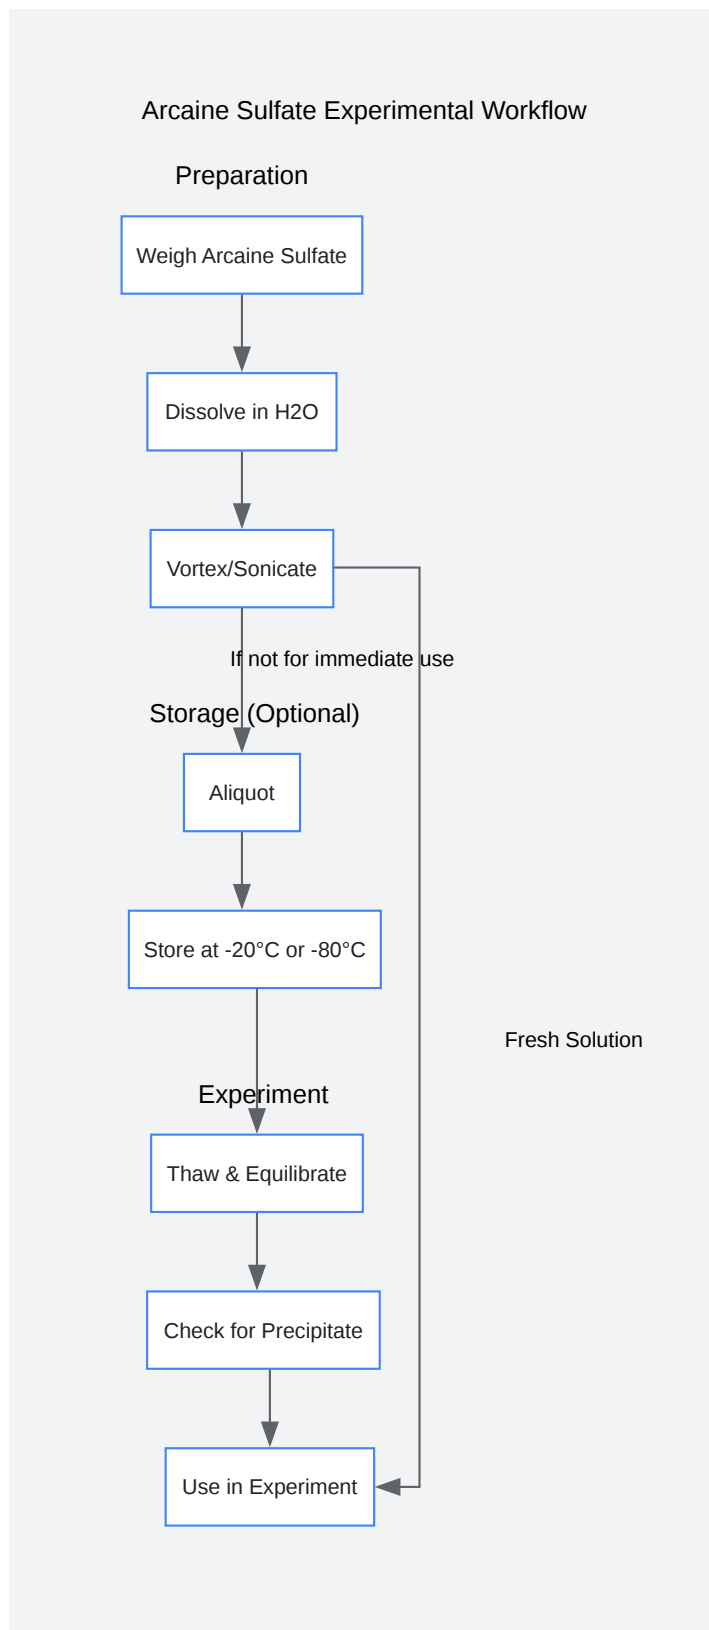 Arcaine Sulfate Experimental Workflow
Preparation
Weigh Arcaine Sulfate
Dissolve in H2O
Vortex/Sonicate
If not for immediate use
Storage (Optional)
Aliquot
Store at -20°C or -80°C
Fresh Solution
Experiment
Thaw & Equilibrate
Check for Precipitate
Use in Experiment